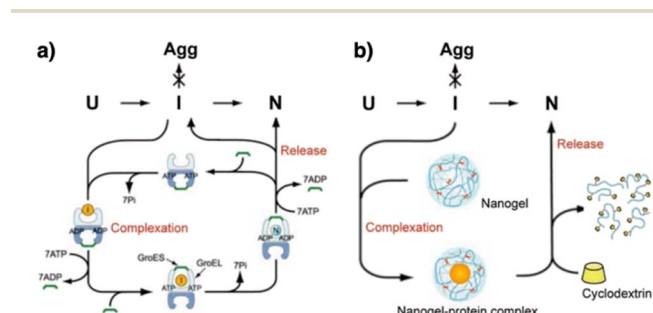 a)
Agg
U
I
N
Release
ATP ATP
7Pi
7ADP
7ATP
I
ADP ADP
Complexation
N
ADP ADP
7ATP
GroES
GroEL
7Pi
7ADP
I
ATP ATP
b)
Agg
U
I
N
Release
Nanogel
Complexation
Cyclodextrin
Nanogel-protein complex